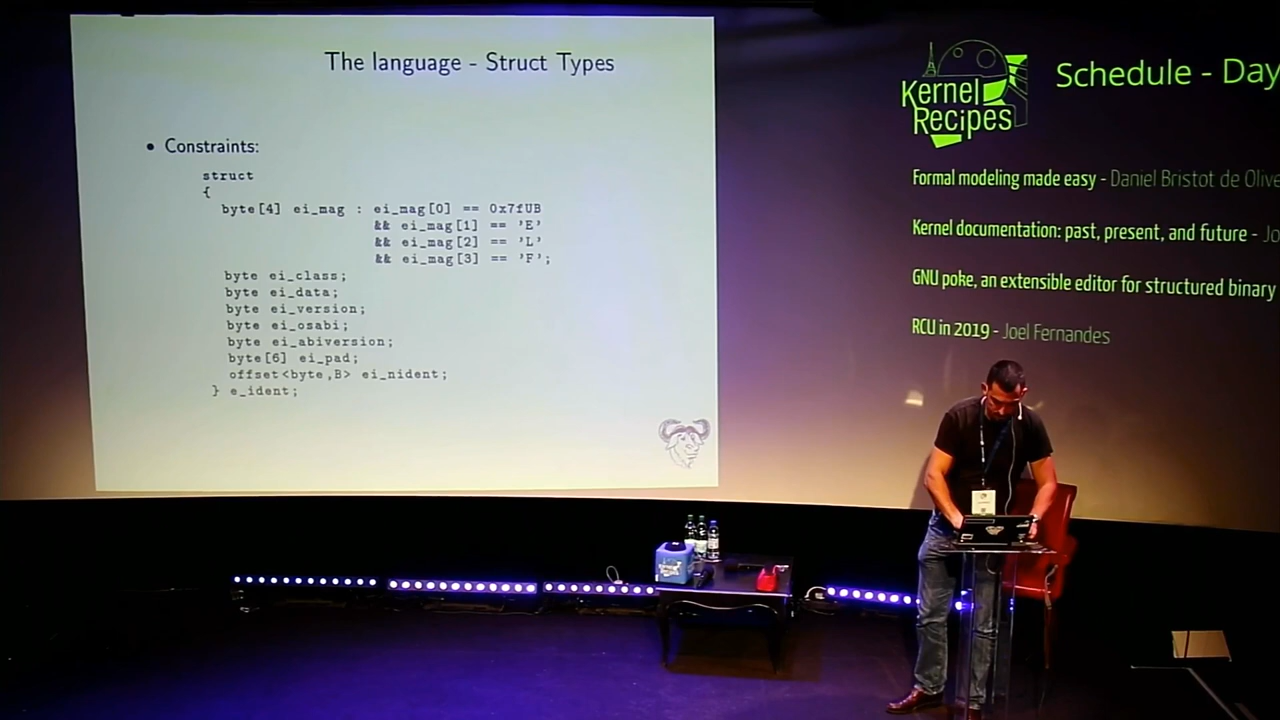 The language - Struct Types
• Constraints:
struct
{
byte[4] ei_mag : ei_mag[0] == 0x7fUB
&& ei_mag[1] == 'E'
&& ei_mag[2] == 'L'
&& ei_mag[3] == 'F';
byte ei_class;
byte ei_data;
byte ei_version;
byte ei_osabi;
byte ei_abiversion;
byte[6] ei_pad;
offset<byte,B> ei_nident;
} e_ident;
Kernel
Recipes
Schedule - Day
Formal modeling made easy - Daniel Bristot de Olive
Kernel documentation: past, present, and future - Jo
GNU poke, an extensible editor for structured binary
RCU in 2019 - Joel Fernandes